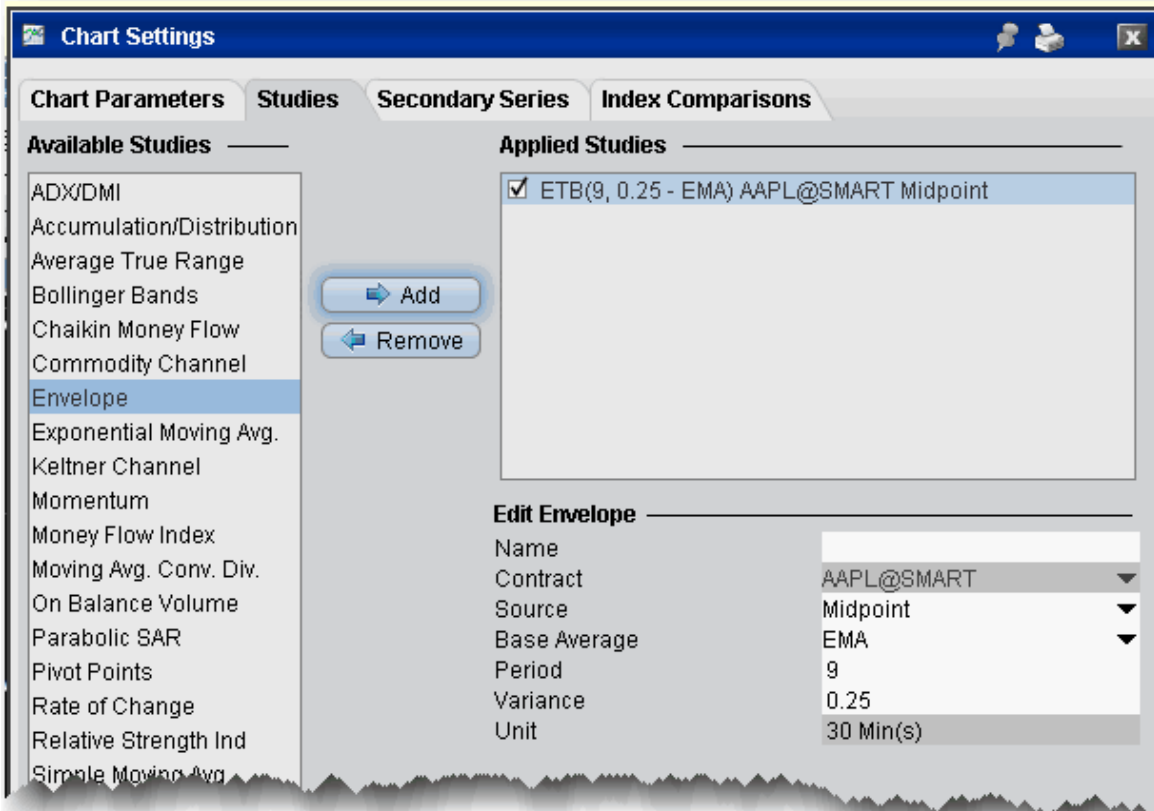 Chart Settings
Chart Parameters Studies Secondary Series Index Comparisons
Available Studies
ADX/DMI
Accumulation/Distribution
Average True Range
Bollinger Bands
Chaikin Money Flow
Commodity Channel
Envelope
Exponential Moving Avg.
Keltner Channel
Momentum
Money Flow Index
Moving Avg. Conv. Div.
On Balance Volume
Parabolic SAR
Pivot Points
Rate of Change
Relative Strength Ind
Simple Moving Avg
Add
Remove
Applied Studies
ETB(9, 0.25 - EMA) AAPL@SMART Midpoint
Edit Envelope
Name
Contract AAPL@SMART
Source Midpoint
Base Average EMA
Period 9
Variance 0.25
Unit 30 Min(s)